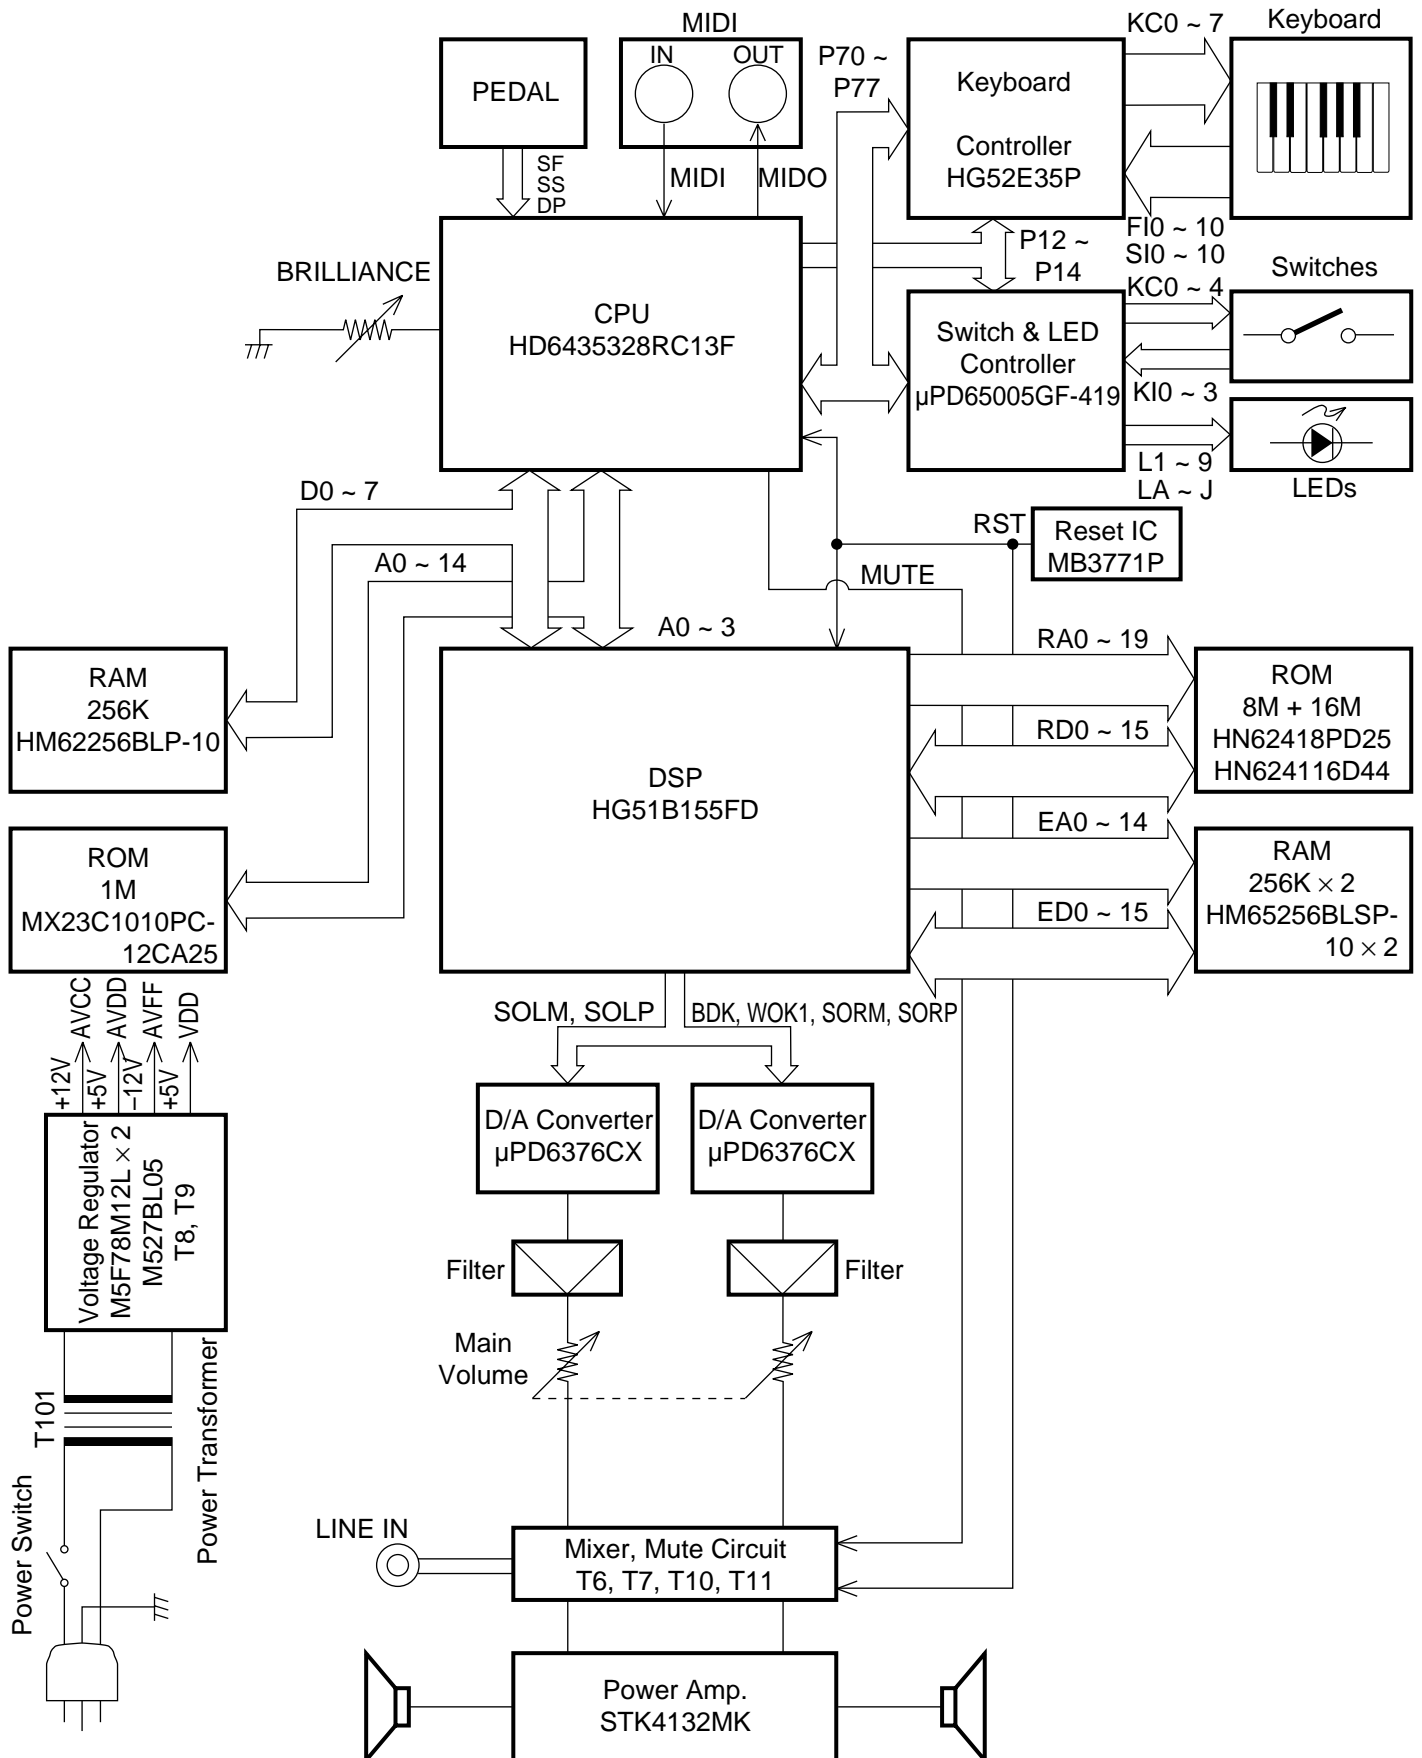 MIDI
KC0 ~ 7
Keyboard
PEDAL
IN
OUT
P70 ~
P77
Keyboard
Controller
HG52E35P
SF
SS
DP
MIDI
MIDO
FI0 ~ 10
SI0 ~ 10
P12 ~
P14
BRILLIANCE
CPU
HD6435328RC13F
Switch & LED
Controller
µPD65005GF-419
KC0 ~ 4
Switches
KI0 ~ 3
L1 ~ 9
LA ~ J
LEDs
D0 ~ 7
A0 ~ 14
RST
Reset IC
MB3771P
MUTE
A0 ~ 3
RAM
256K
HM62256BLP-10
DSP
HG51B155FD
RA0 ~ 19
RD0 ~ 15
ROM
8M + 16M
HN62418PD25
HN624116D44
EA0 ~ 14
ED0 ~ 15
RAM
256K × 2
HM65256BLSP-
10 × 2
ROM
1M
MX23C1010PC-
12CA25
AVCC
AVDD
AVFF
VDD
+12V
+5V
–12V
+5V
Voltage Regulator
M5F78M12L × 2
M527BL05
T8, T9
SOLM, SOLP
BDK, WOK1, SORM, SORP
D/A Converter
µPD6376CX
D/A Converter
µPD6376CX
Filter
Filter
Main
Volume
T101
Power Transformer
Power Switch
LINE IN
Mixer, Mute Circuit
T6, T7, T10, T11
Power Amp.
STK4132MK